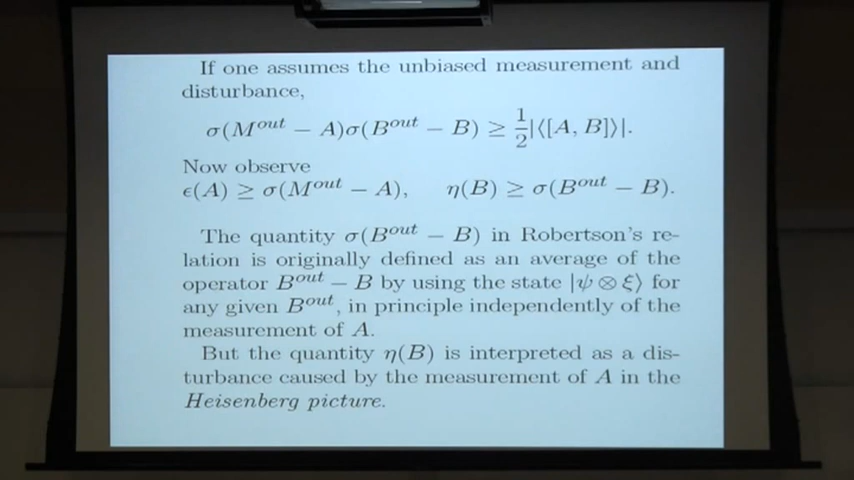 If one assumes the unbiased measurement and
disturbance,
σ(M^out − A)σ(B^out − B) ≥ 1/2|⟨[A, B]⟩|.
Now observe
ϵ(A) ≥ σ(M^out − A), η(B) ≥ σ(B^out − B).
The quantity σ(B^out − B) in Robertson's re-
lation is originally defined as an average of the
operator B^out − B by using the state |ψ ⊗ ξ⟩ for
any given B^out, in principle independently of the
measurement of A.
But the quantity η(B) is interpreted as a dis-
turbance caused by the measurement of A in the
Heisenberg picture.